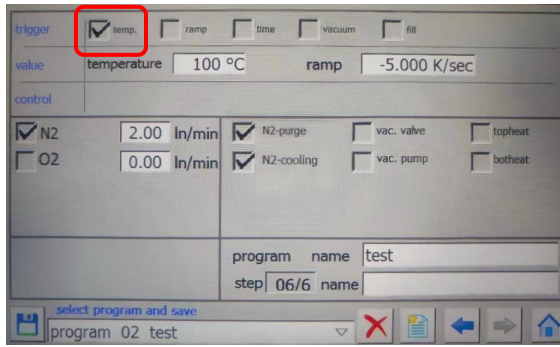 trigger temp. ramp time vacuum fill
value temperature 100 °C ramp -5.000 K/sec
control
N2 2.00 ln/min N2-purge vac. valve topheat
O2 0.00 ln/min N2-cooling vac. pump botheat
program name test
step 06/6 name
select program and save
program 02 test